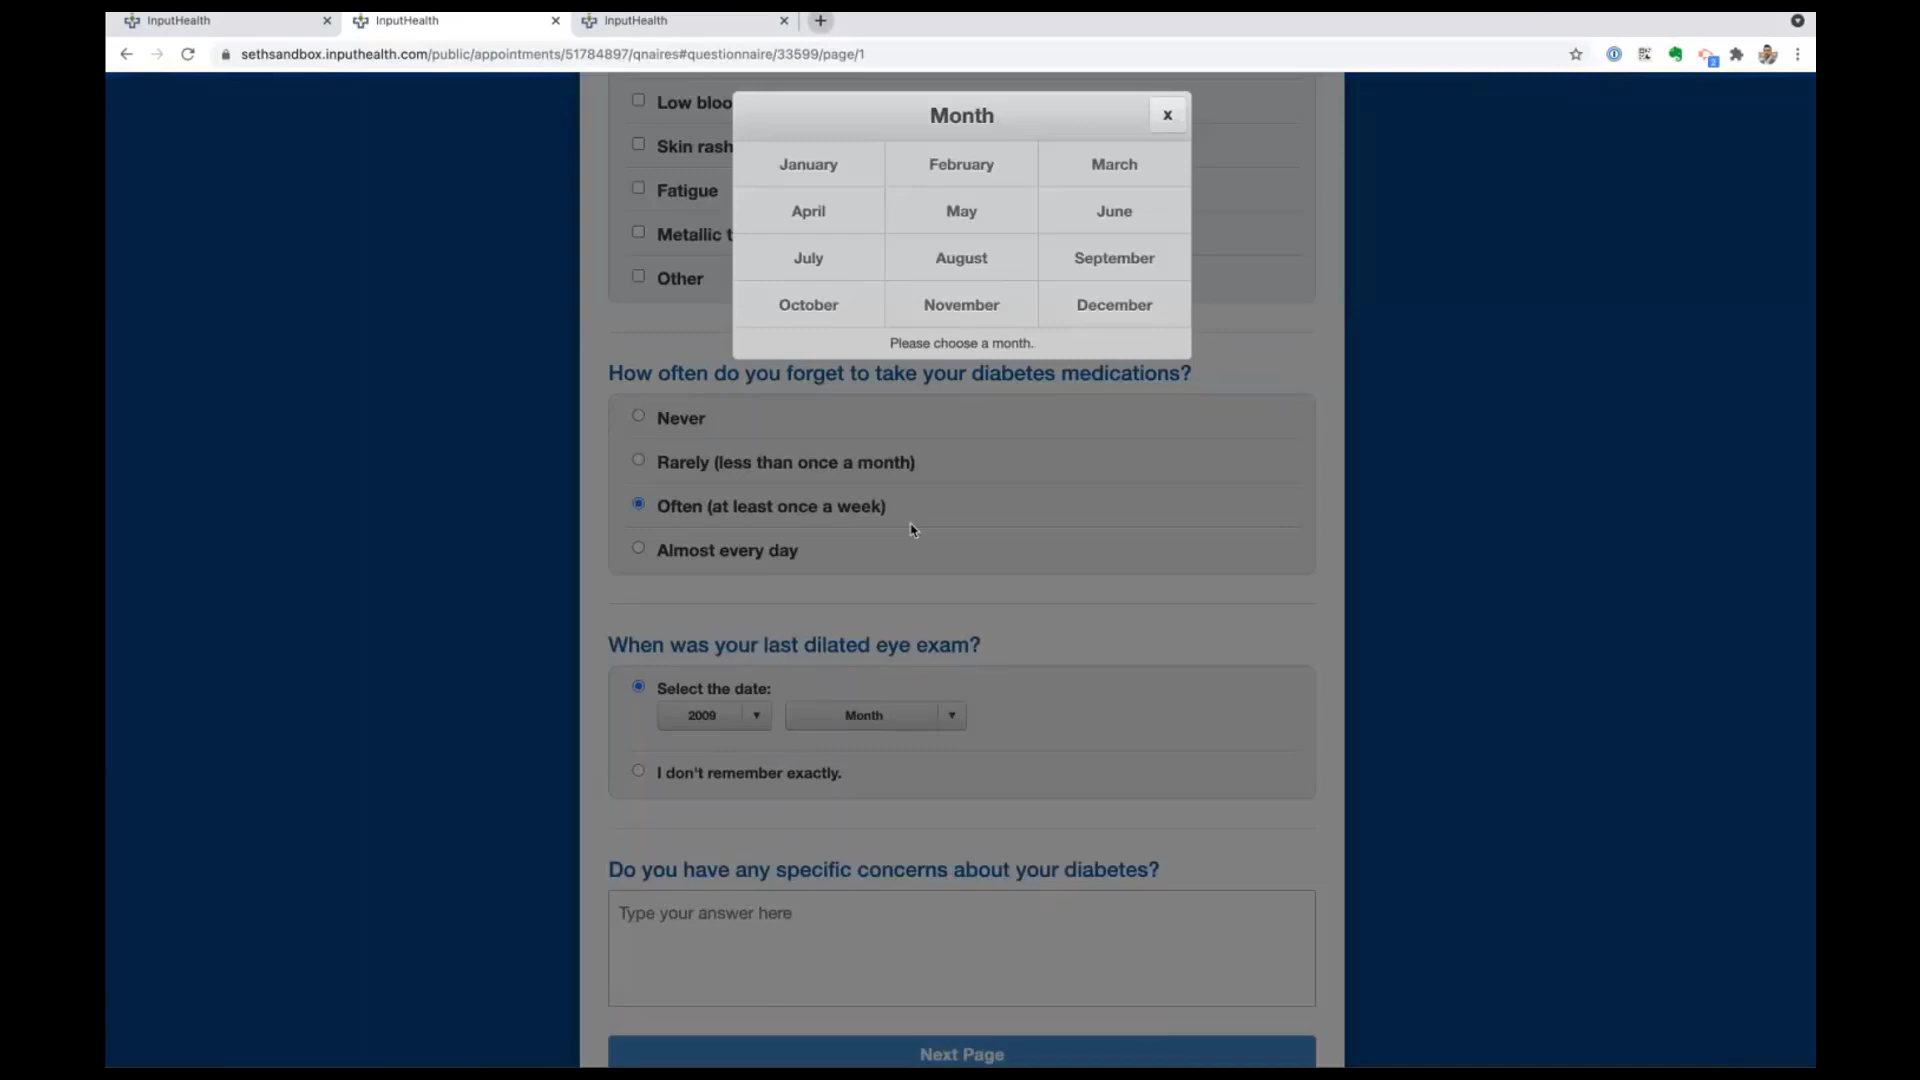 InputHealth
InputHealth
InputHealth
sethsandbox.inputhealth.com/public/appointments/51784897/qnaires#questionnaire/33599/page/1
2
Low bloo
Skin rash
Fatigue
Metallic t
Other
Month
x
January February March
April May June
July August September
October November December
Please choose a month.
How often do you forget to take your diabetes medications?
Never
Rarely (less than once a month)
Often (at least once a week)
Almost every day
When was your last dilated eye exam?
Select the date:
2009 Month
I don't remember exactly.
Do you have any specific concerns about your diabetes?
Type your answer here
Next Page